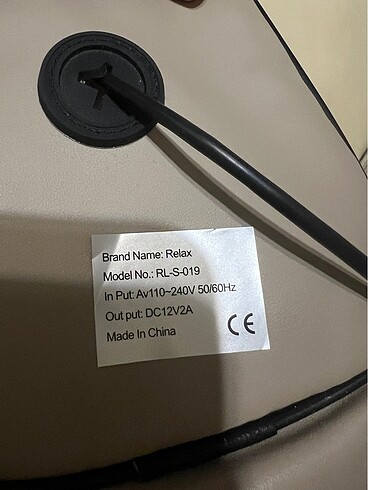 Brand Name: Relax
Model No.: RL-S-019
In Put: Av110~240V 50/60Hz
Out put: DC12V2A
Made In China
CE